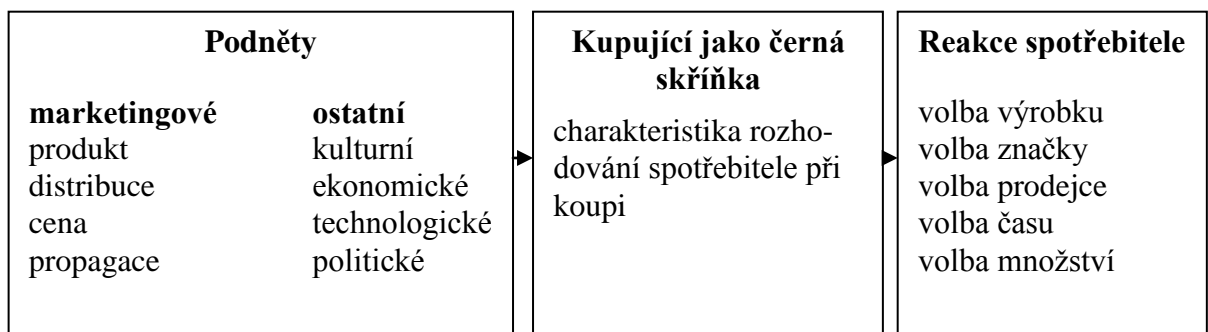 Podněty
marketingové ostatní
produkt kulturní
distribuce ekonomické
cena technologické
propagace politické
Kupující jako černá
skříňka
charakteristika rozho-
dování spotřebitele při
koupi
Reakce spotřebitele
volba výrobku
volba značky
volba prodejce
volba času
volba množství